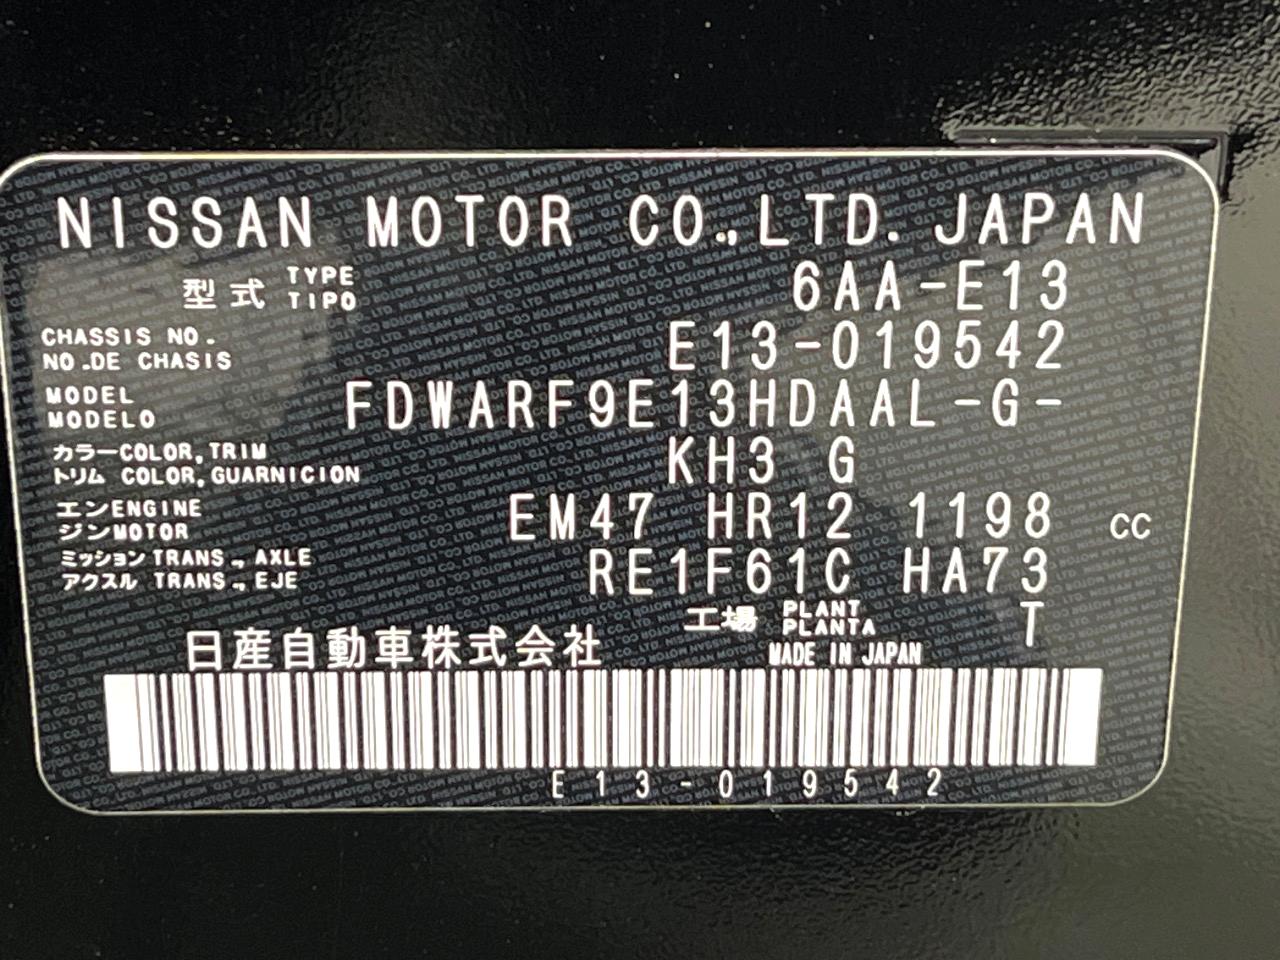 NISSAN MOTOR CO.,LTD. JAPAN
型式 TYPE TIPO 6AA-E13
CHASSIS NO.
NO.DE CHASIS E13-019542
MODEL
MODELO FDWARF9E13HDAAL-G-
カラーCOLOR,TRIM
トリム COLOR,GUARNICION KH3 G
エンENGINE
ジンMOTOR EM47 HR12 1198 CC
ミッションTRANS.,AXLE
アクスル TRANS.,EJE RE1F61C HA73
工場 PLANT PLANTA T
日産自動車株式会社 MADE IN JAPAN
E13-019542